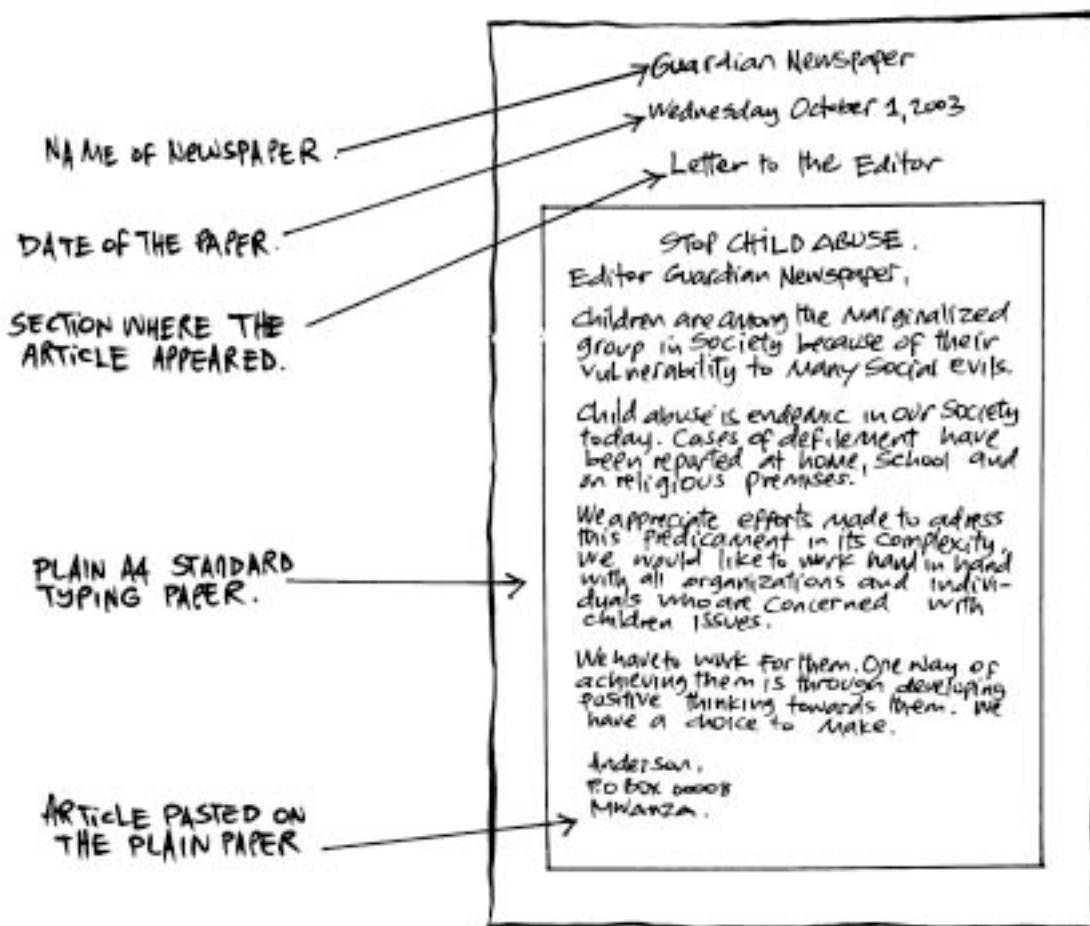 Guardian Newspaper
Wednesday October 1, 2003
Letter to the Editor
NAME OF NEWSPAPER.
DATE OF THE PAPER.
SECTION WHERE THE
ARTICLE APPEARED.
PLAIN A4 STANDARD
TYPING PAPER.
ARTICLE PASTED ON
THE PLAIN PAPER
STOP CHILD ABUSE.
Editor Guardian Newspaper,
Children are among the marginalized
group in society because of their
vulnerability to many social evils.
Child abuse is endemic in our society
today. Cases of defilement have
been reported at home, school and
on religious premises.
We appreciate efforts made to adress
this predicament in its complexity.
We would like to work hand in hand
with all organizations and indivi-
duals who are concerned with
children issues.
We have to work for them. One way of
achieving them is through developing
positive thinking towards them. We
have a choice to make.
Anderson,
P.O BOX 00008
MWANZA.